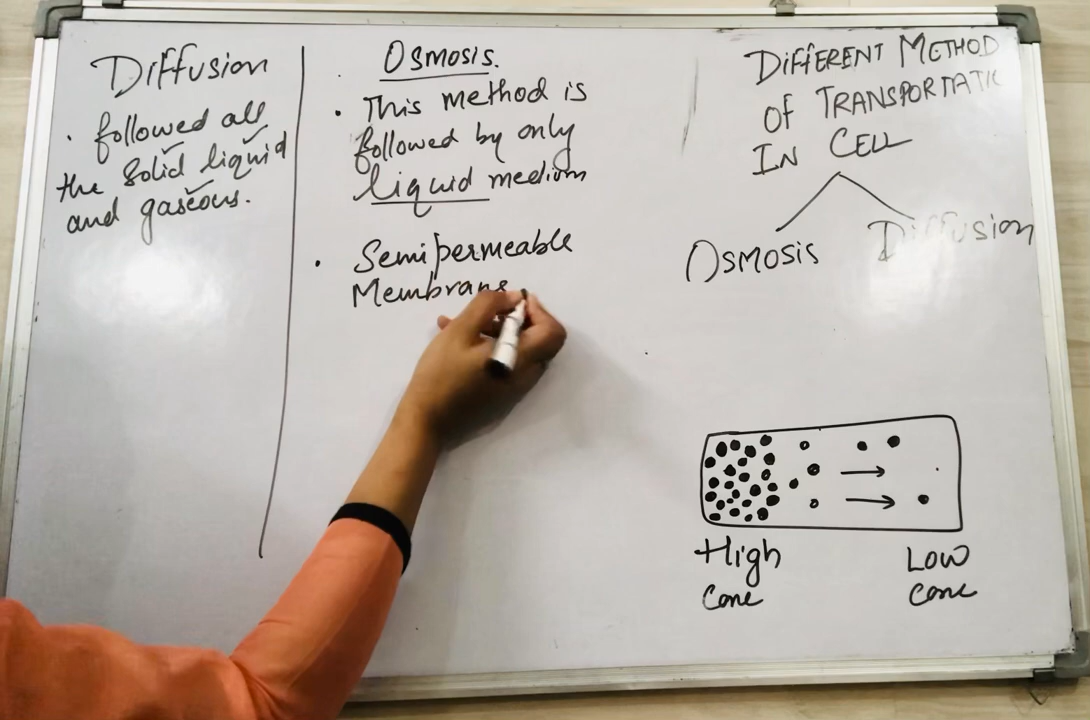 Diffusion
. followed all
the solid liquid
and gaseous.
Osmosis.
. This method is
followed by only
liquid medium
. Semipermeable
Membrane
DIFFERENT METHOD
OF TRANSPORTATIC
IN CELL
OSMOSIS
Diffusion
High
conc
Low
conc